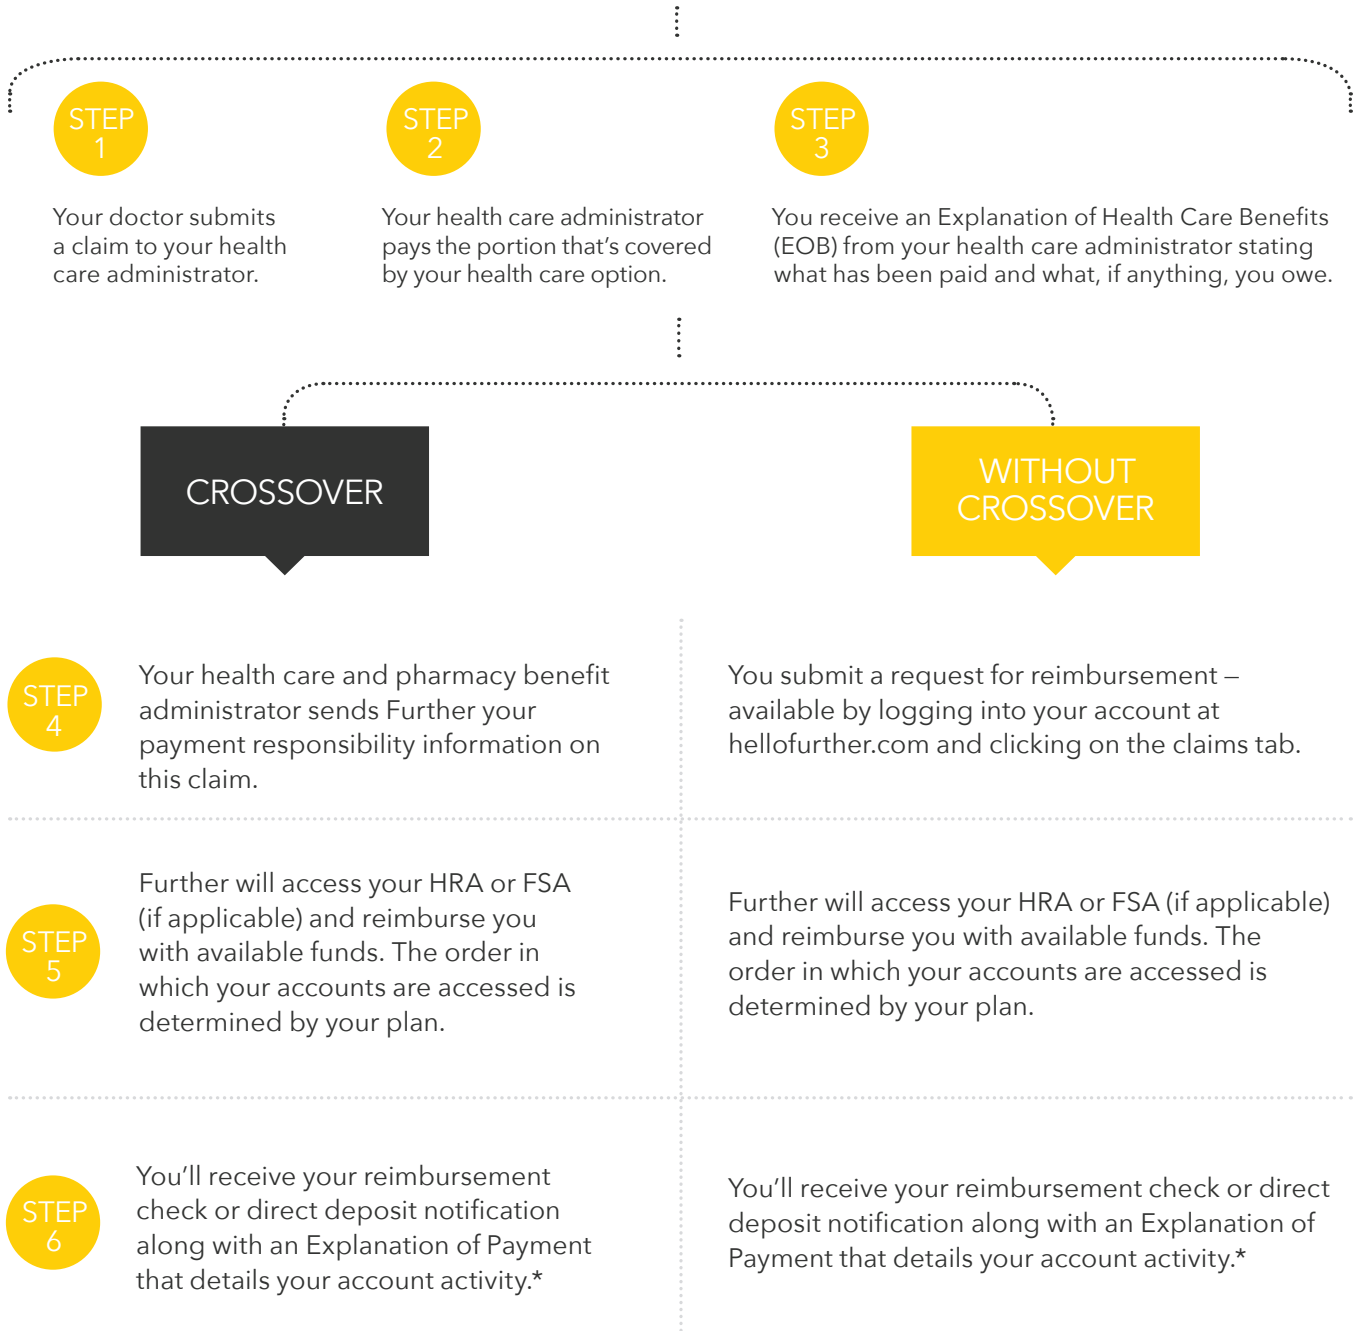 STEP
1
Your doctor submits
a claim to your health
care administrator.
STEP
2
Your health care administrator
pays the portion that's covered
by your health care option.
STEP
3
You receive an Explanation of Health Care Benefits
(EOB) from your health care administrator stating
what has been paid and what, if anything, you owe.
CROSSOVER
WITHOUT
CROSSOVER
STEP
4
Your health care and pharmacy benefit
administrator sends Further your
payment responsibility information on
this claim.
You submit a request for reimbursement –
available by logging into your account at
hellofurther.com and clicking on the claims tab.
STEP
5
Further will access your HRA or FSA
(if applicable) and reimburse you
with available funds. The order in
which your accounts are accessed is
determined by your plan.
Further will access your HRA or FSA (if applicable)
and reimburse you with available funds. The
order in which your accounts are accessed is
determined by your plan.
STEP
6
You'll receive your reimbursement
check or direct deposit notification
along with an Explanation of Payment
that details your account activity.*
You'll receive your reimbursement check or direct
deposit notification along with an Explanation of
Payment that details your account activity.*